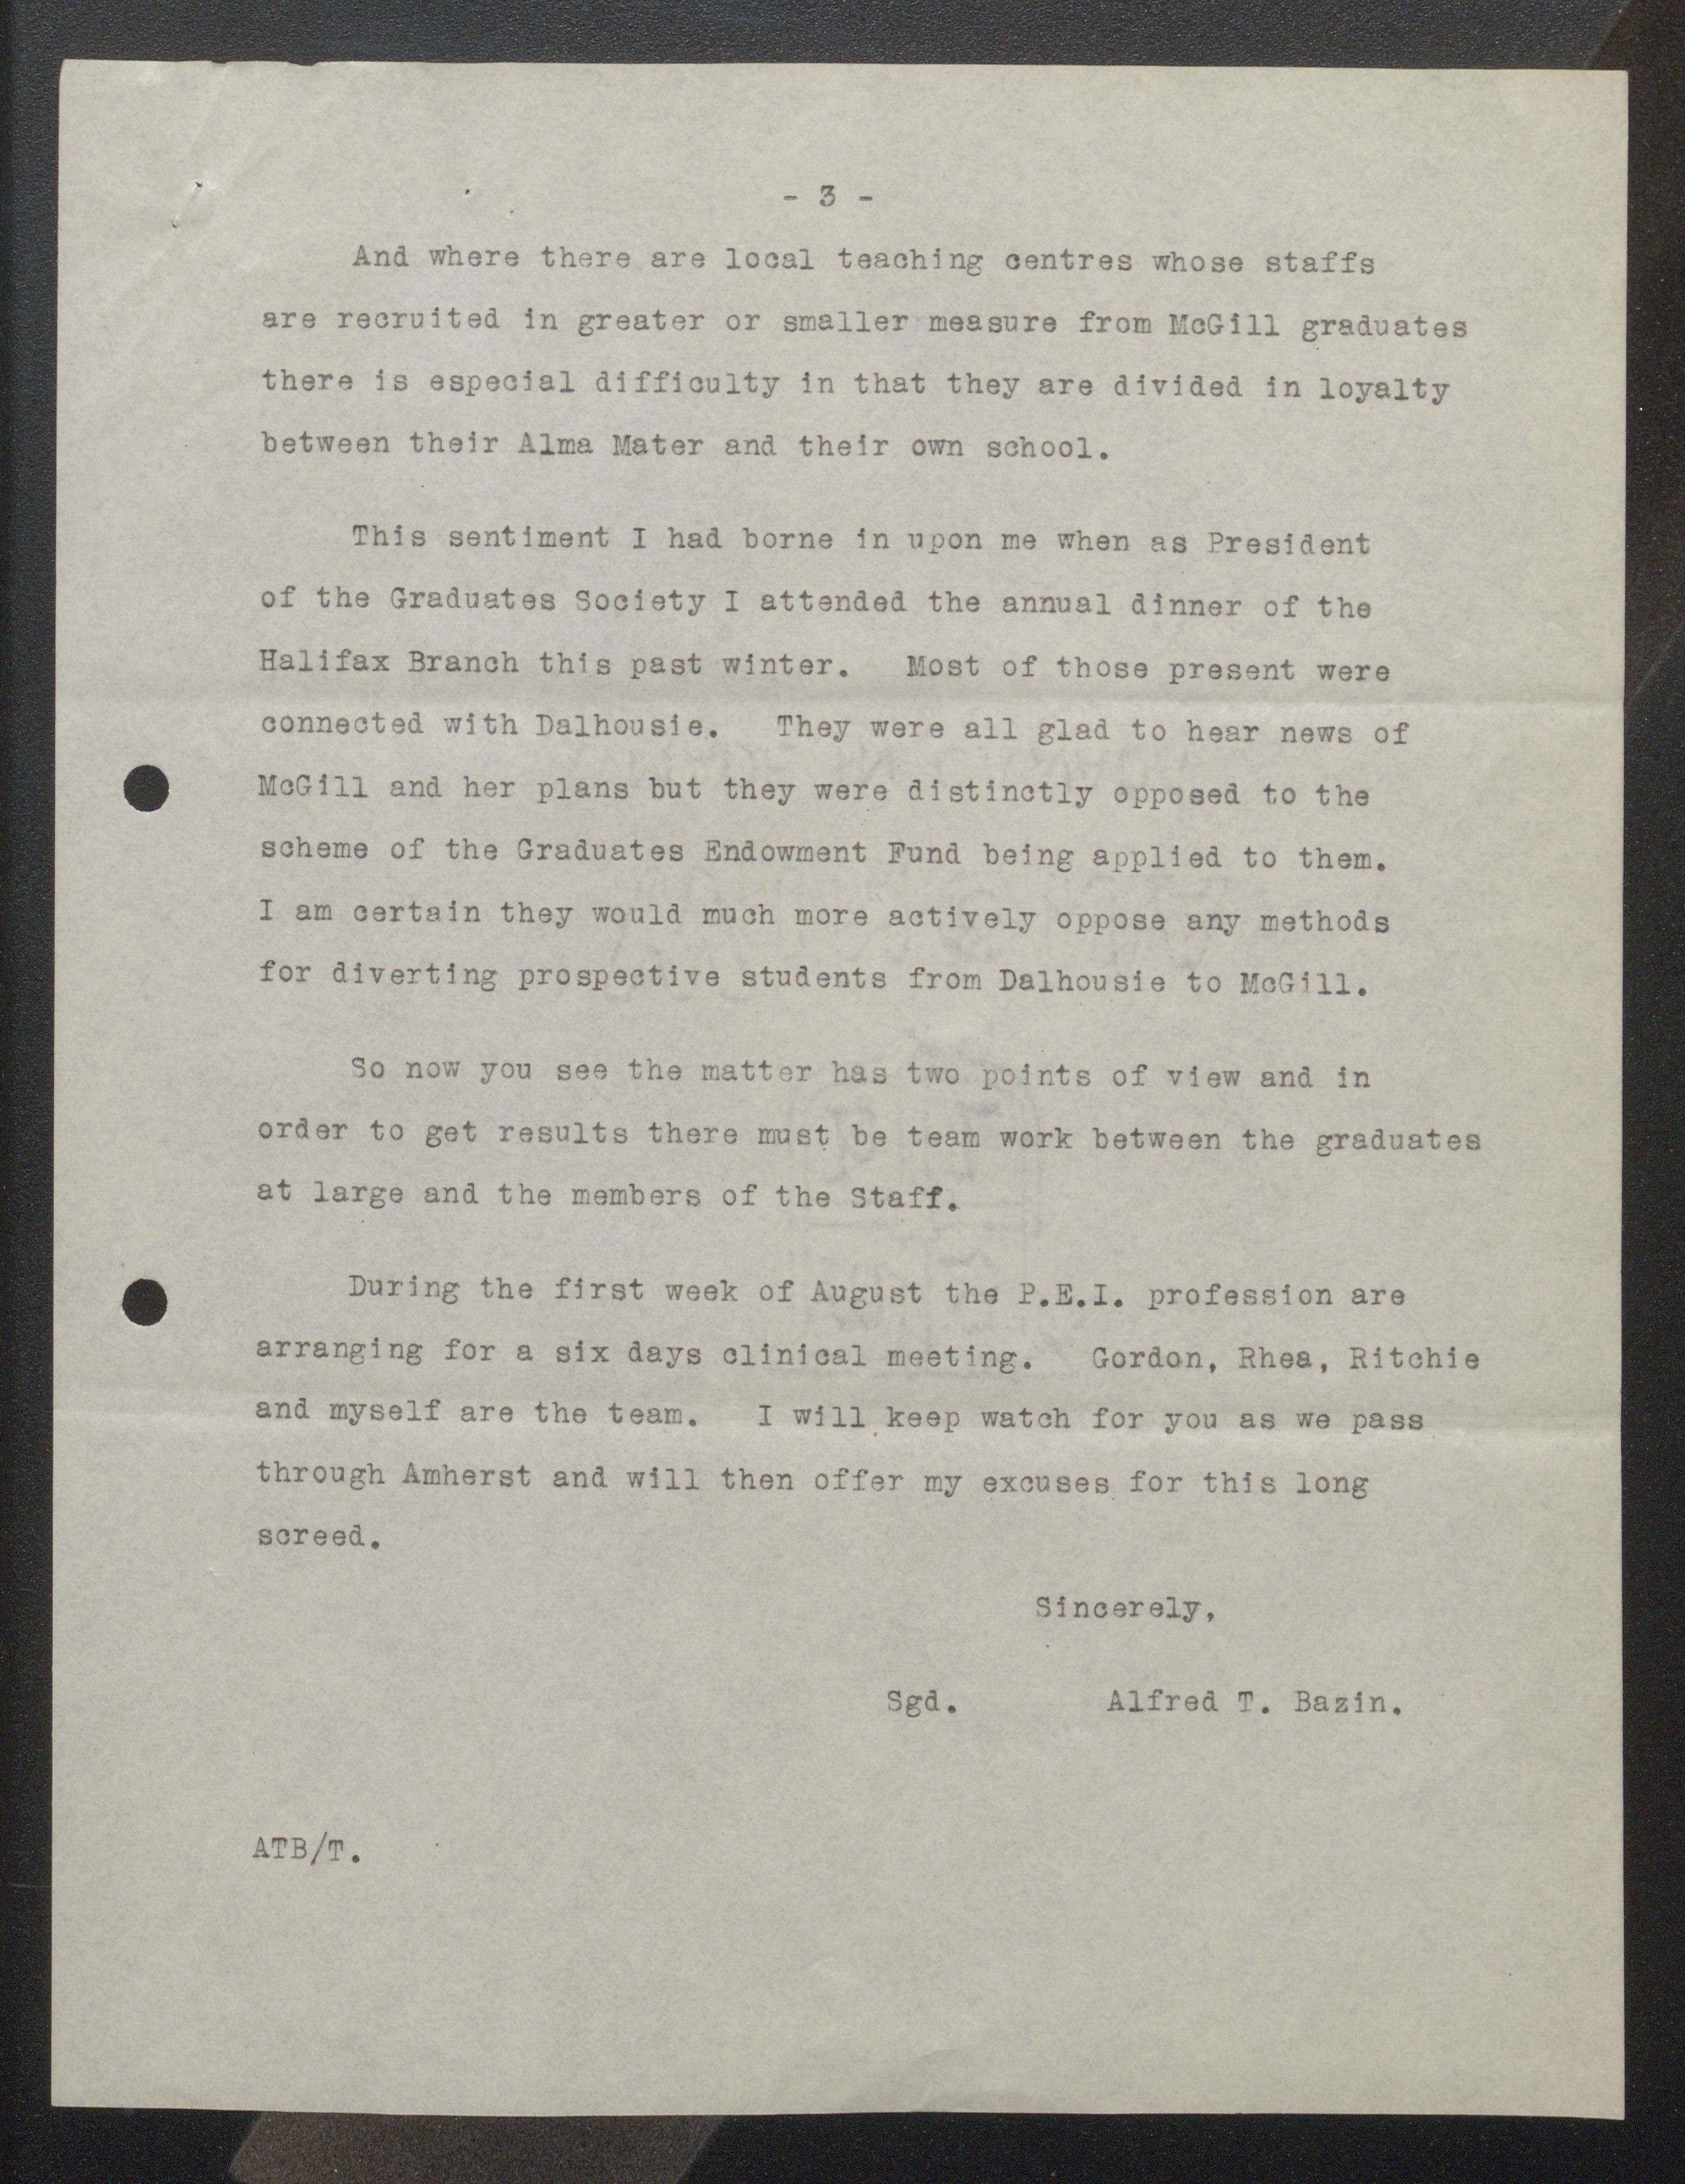 - 3 -
And where there are local teaching centres whose staffs
are recruited in greater or smaller measure from McGill graduates
there is especial difficulty in that they are divided in loyalty
between their Alma Mater and their own school.
This sentiment I had borne in upon me when as President
of the Graduates Society I attended the annual dinner of the
Halifax Branch this past winter. Most of those present were
connected with Dalhousie. They were all glad to hear news of
McGill and her plans but they were distinctly opposed to the
scheme of the Graduates Endowment Fund being applied to them.
I am certain they would much more actively oppose any methods
for diverting prospective students from Dalhousie to McGill.
So now you see the matter has two points of view and in
order to get results there must be team work between the graduates
at large and the members of the Staff.
During the first week of August the P.E.I. profession are
arranging for a six days clinical meeting. Gordon, Rhea, Ritchie
and myself are the team. I will keep watch for you as we pass
through Amherst and will then offer my excuses for this long
screed.
Sincerely,
Sgd. Alfred T. Bazin.
ATB/T.